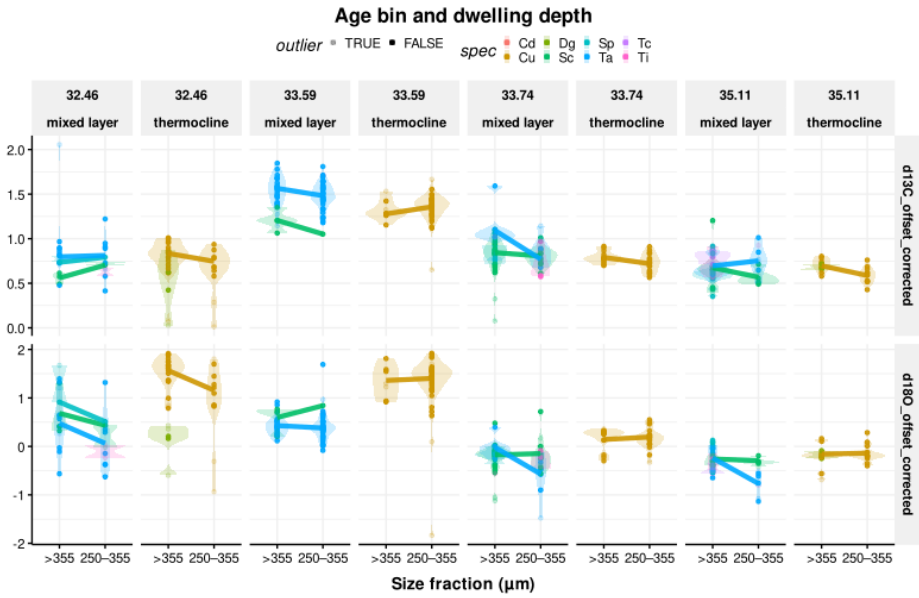 Age bin and dwelling depth
outlier TRUE FALSE
spec Cd Dg Sp Tc
Cu Sc Ta Ti
32.46 32.46 33.59 33.59 33.74 33.74 35.11 35.11
mixed layer thermocline mixed layer thermocline mixed layer thermocline mixed layer thermocline
2.0
1.5
1.0
0.5
0.0
d13C_offset_corrected
2
1
0
-1
-2
d18O_offset_corrected
>355 250–355 >355 250–355 >355 250–355 >355 250–355 >355 250–355 >355 250–355 >355 250–355 >355 250–355
Size fraction (μm)